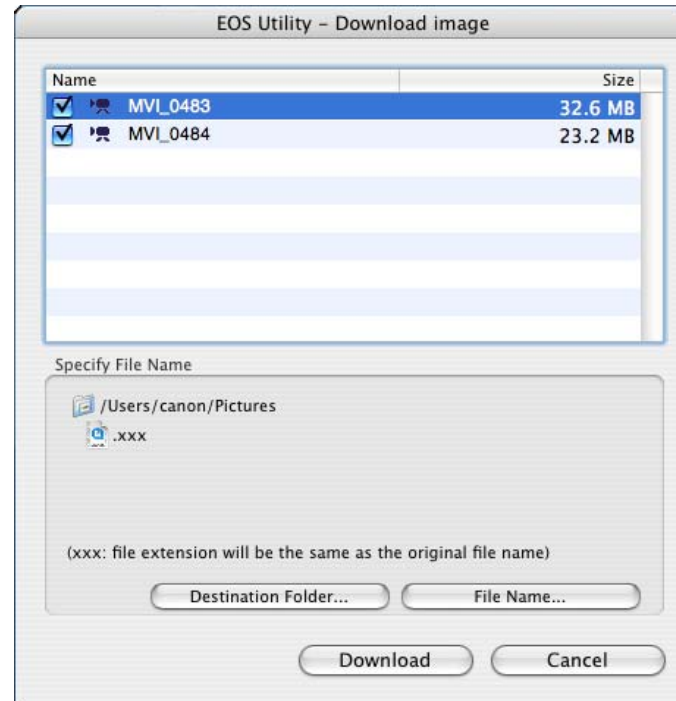 EOS Utility – Download image
Name Size
MVI_0483 32.6 MB
MVI_0484 23.2 MB
Specify File Name
/Users/canon/Pictures
.xxx
(xxx: file extension will be the same as the original file name)
Destination Folder... File Name...
Download Cancel